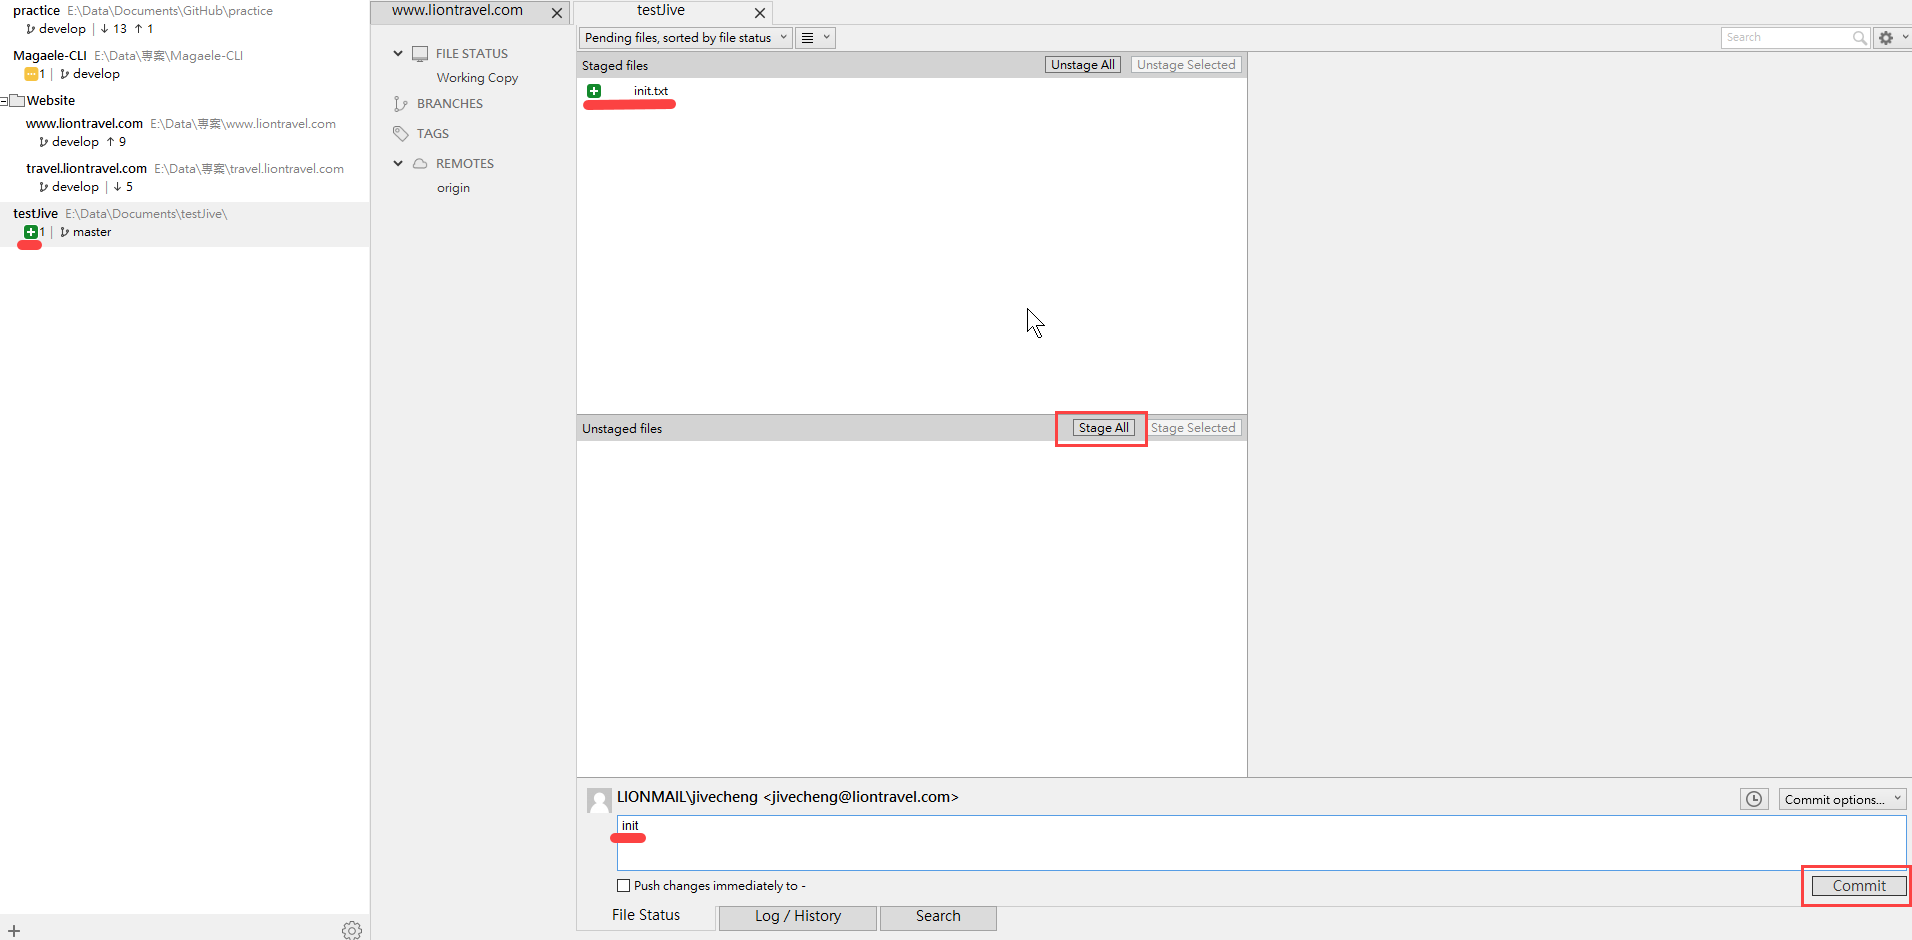 practice E:\Data\Documents\GitHub\practice
develop | ↓ 13 ↑ 1
Magaele-CLI E:\Data\專案\Magaele-CLI
1 | develop
Website
www.liontravel.com E:\Data\專案\www.liontravel.com
develop ↑ 9
travel.liontravel.com E:\Data\專案\travel.liontravel.com
develop | ↓ 5
testJive E:\Data\Documents\testJive\
1 | master
www.liontravel.com
testJive
FILE STATUS
Working Copy
BRANCHES
TAGS
REMOTES
origin
Pending files, sorted by file status
Search
Staged files
Unstage All
Unstage Selected
init.txt
Unstaged files
Stage All
Stage Selected
LIONMAIL\jivecheng <jivecheng@liontravel.com>
Commit options...
init
Push changes immediately to -
Commit
File Status
Log / History
Search